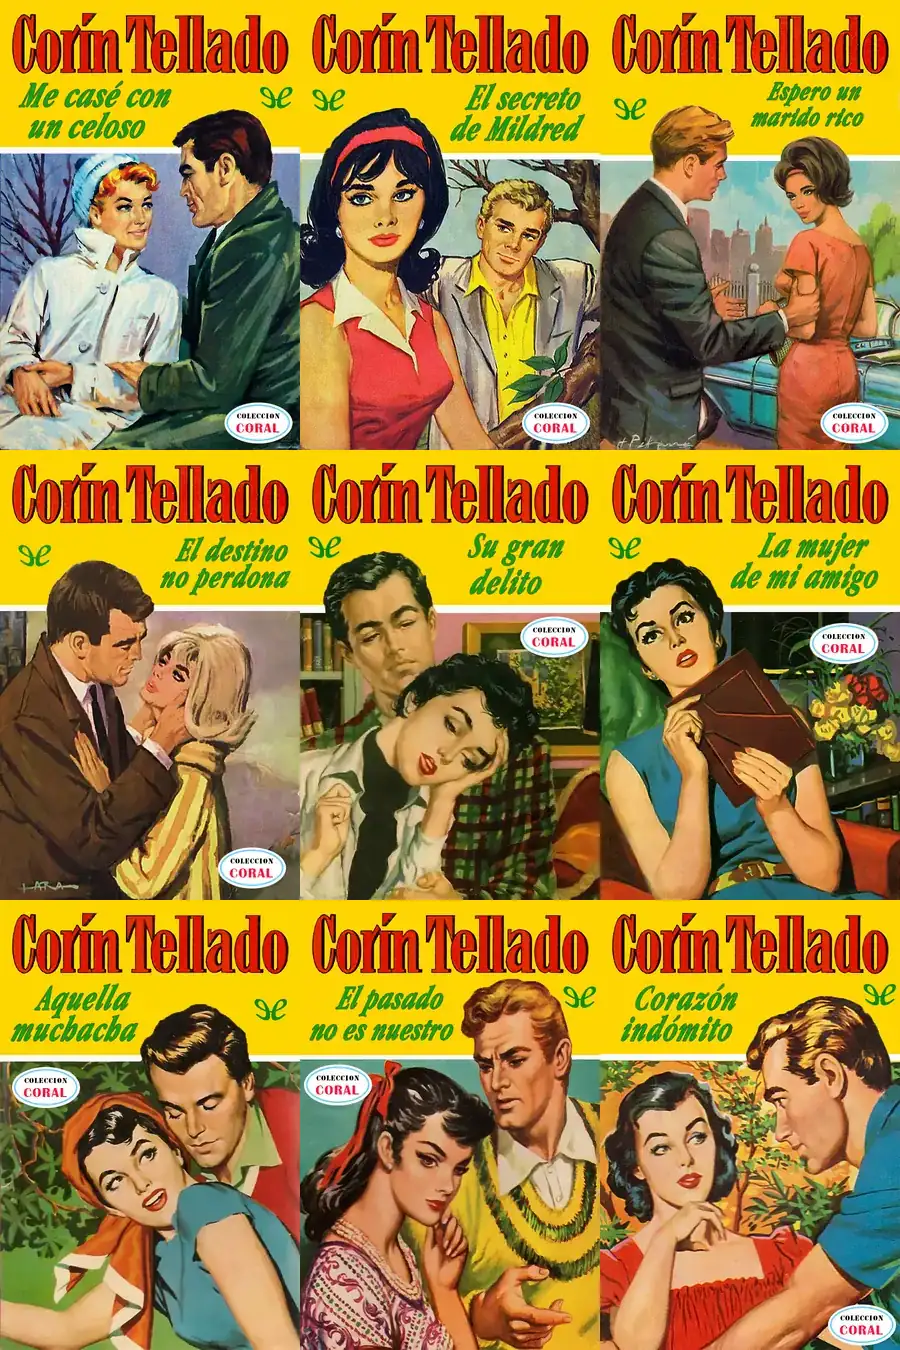 Corín Tellado
Me casé con
un celoso
COLECCION
CORAL
Corín Tellado
El secreto
de Mildred
COLECCION
CORAL
Corín Tellado
Espero un
marido rico
COLECCION
CORAL
Corín Tellado
El destino
no perdona
COLECCION
CORAL
Corín Tellado
Su gran
delito
COLECCION
CORAL
Corín Tellado
La mujer
de mi amigo
COLECCION
CORAL
Corín Tellado
Aquella
muchacha
COLECCION
CORAL
Corín Tellado
El pasado
no es nuestro
COLECCION
CORAL
Corín Tellado
Corazón
indómito
COLECCION
CORAL